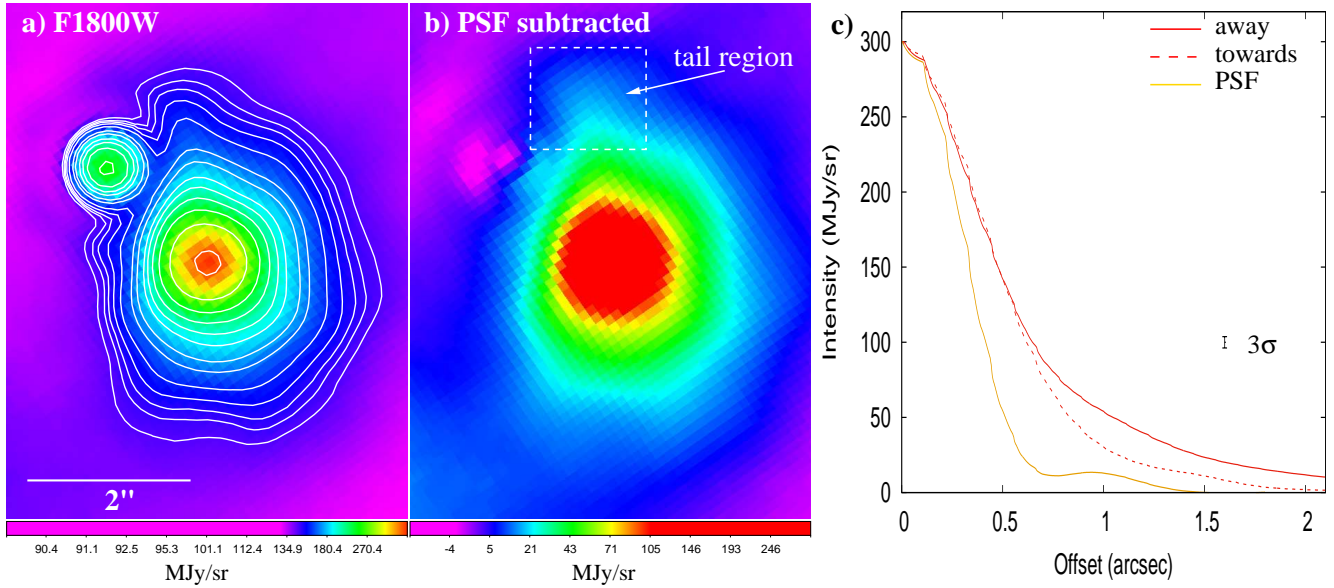 a) F1800W
2"
90.4 91.1 92.5 95.3 101.1 112.4 134.9 180.4 270.4
MJy/sr
b) PSF subtracted
tail region
-4 5 21 43 71 105 146 193 246
MJy/sr
c)
away
towards
PSF
3σ
Intensity (MJy/sr)
300
250
200
150
100
50
0
0 0.5 1 1.5 2
Offset (arcsec)